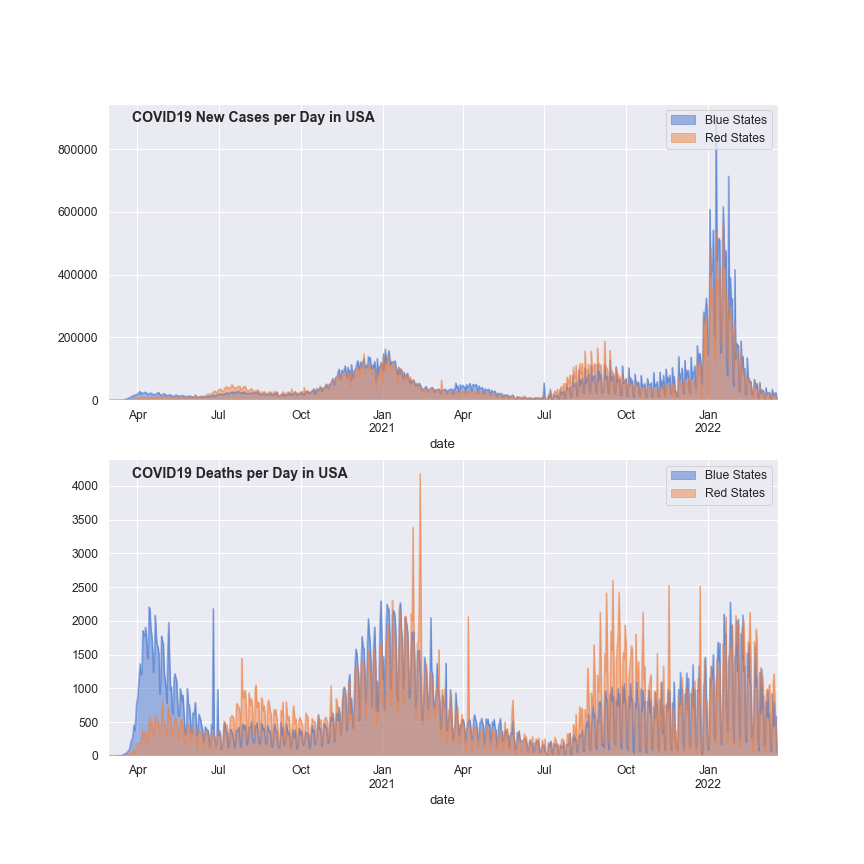 COVID19 New Cases per Day in USA
Blue States
Red States
800000
600000
400000
200000
0
Apr Jul Oct Jan Apr Jul Oct Jan
2021 2022
date
COVID19 Deaths per Day in USA
Blue States
Red States
4000
3500
3000
2500
2000
1500
1000
500
0
Apr Jul Oct Jan Apr Jul Oct Jan
2021 2022
date